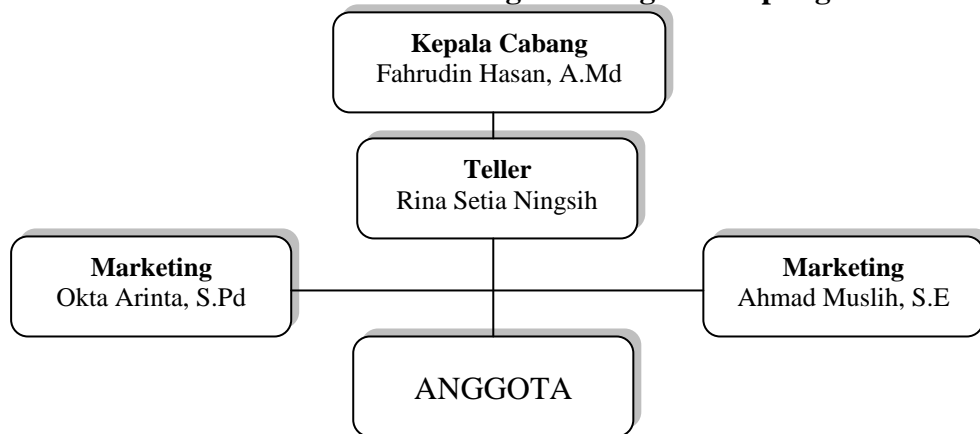 Kepala Cabang
Fahrudin Hasan, A.Md
Teller
Rina Setia Ningsih
Marketing
Okta Arinta, S.Pd
Marketing
Ahmad Muslih, S.E
ANGGOTA